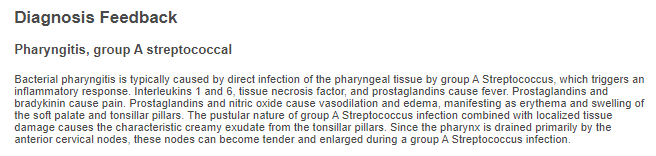 Diagnosis Feedback
Pharyngitis, group A streptococcal
Bacterial pharyngitis is typically caused by direct infection of the pharyngeal tissue by group A Streptococcus, which triggers an
inflammatory response. Interleukins 1 and 6, tissue necrosis factor, and prostaglandins cause fever. Prostaglandins and
bradykinin cause pain. Prostaglandins and nitric oxide cause vasodilation and edema, manifesting as erythema and swelling of
the soft palate and tonsillar pillars. The pustular nature of group A Streptococcus infection combined with localized tissue
damage causes the characteristic creamy exudate from the tonsillar pillars. Since the pharynx is drained primarily by the
anterior cervical nodes, these nodes can become tender and enlarged during a group A Streptococcus infection.